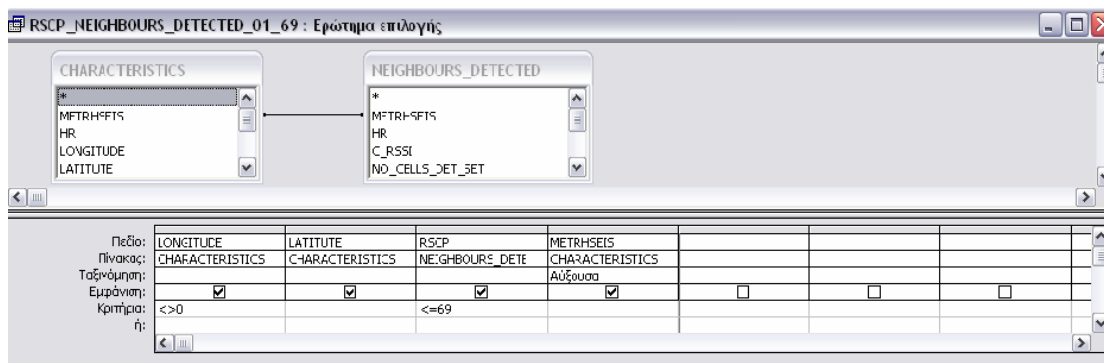 RSCP_NEIGHBOURS_DETECTED_01_69 : Ερώτημα επιλογής
CHARACTERISTICS
*
METRHSEIS
HR
LONGITUDE
LATITUTE
NEIGHBOURS_DETECTED
*
METRHSEIS
HR
C_RSSI
NO_CELLS_DET_SET
Πεδίο: LONGITUDE LATITUTE RSCP METRHSEIS
Πίνακας: CHARACTERISTICS CHARACTERISTICS NEIGHBOURS_DETE CHARACTERISTICS
Ταξινόμηση: Αύξουσα
Εμφάνιση:
Κριτήρια: <>0 <=69
ή: